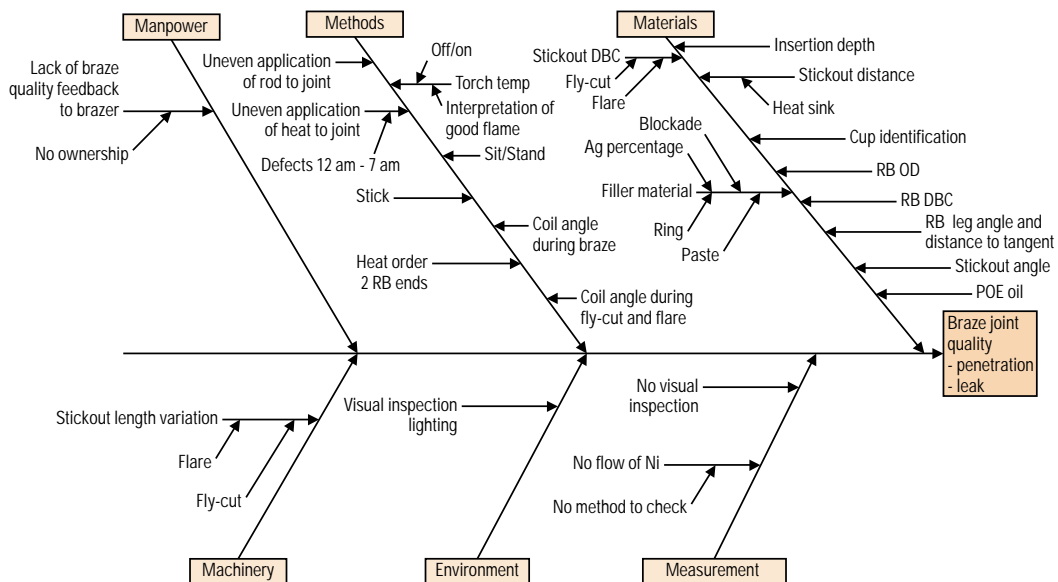 Manpower
Methods
Materials
Lack of braze
quality feedback
to brazer
No ownership
Uneven application
of rod to joint
Off/on
Torch temp
Interpretation of
good flame
Uneven application
of heat to joint
Defects 12 am - 7 am
Sit/Stand
Stick
Coil angle
during braze
Heat order
2 RB ends
Coil angle during
fly-cut and flare
Stickout DBC
Fly-cut
Flare
Insertion depth
Stickout distance
Heat sink
Blockade
Ag percentage
Filler material
Ring
Paste
Cup identification
RB OD
RB DBC
RB leg angle and
distance to tangent
Stickout angle
POE oil
Braze joint
quality
- penetration
- leak
Stickout length variation
Flare
Fly-cut
Visual inspection
lighting
No visual
inspection
No flow of Ni
No method to check
Machinery
Environment
Measurement